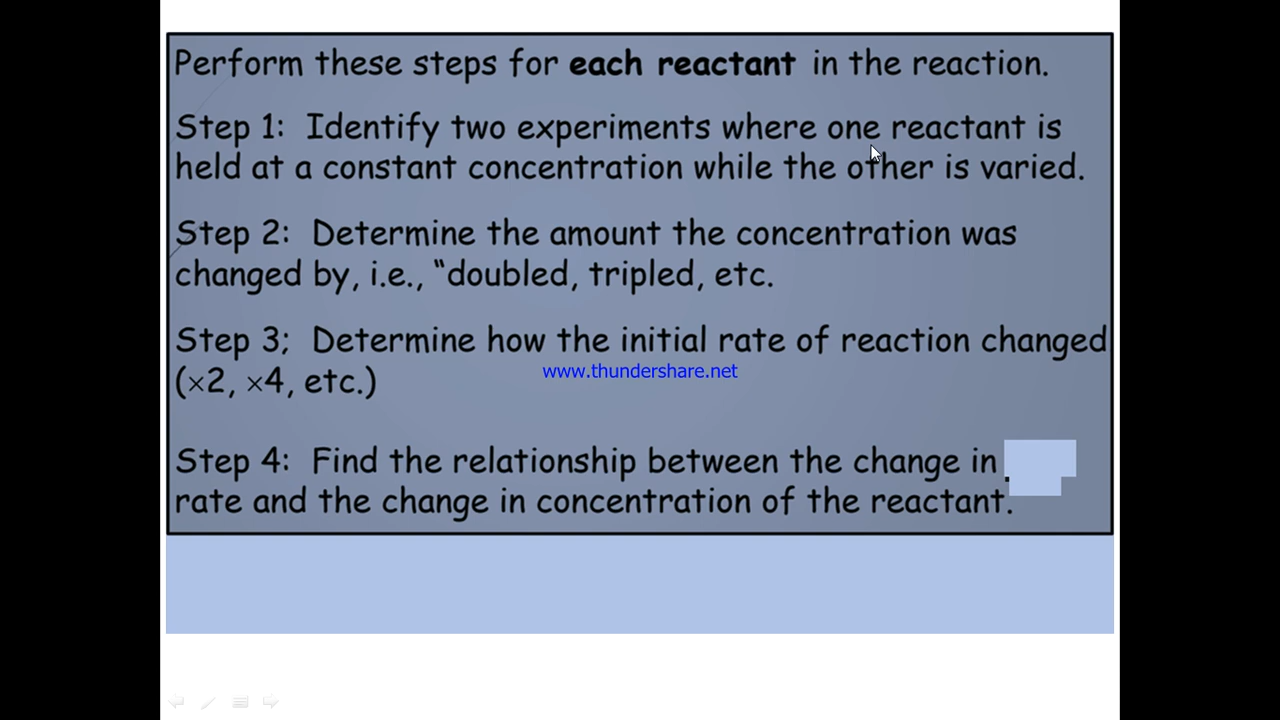 Perform these steps for each reactant in the reaction.
Step 1:  Identify two experiments where one reactant is
held at a constant concentration while the other is varied.
Step 2:  Determine the amount the concentration was
changed by, i.e., “doubled, tripled, etc.
Step 3;  Determine how the initial rate of reaction changed
www.thundershare.net
(×2, ×4, etc.)
Step 4:  Find the relationship between the change in
rate and the change in concentration of the reactant.